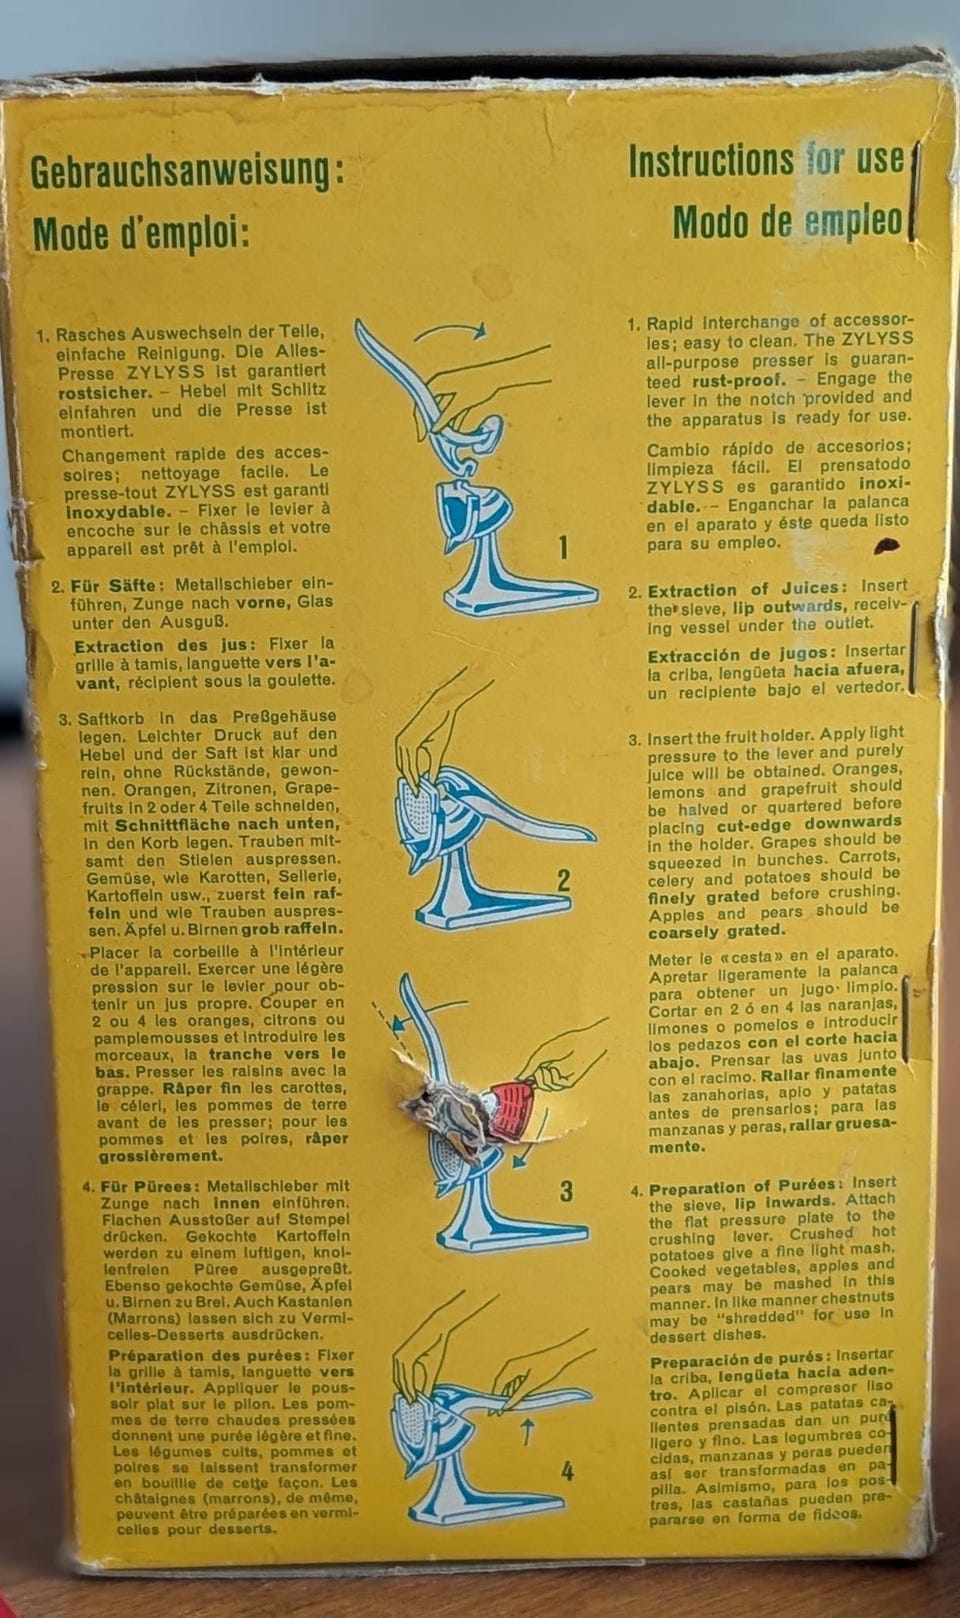 Gebrauchsanweisung:
Mode d'emploi:
Instructions for use
Modo de empleo
1. Rasches Auswechseln der Teile,
einfache Reinigung. Die Alles-
Presse ZYLYSS ist garantiert
rostsicher. – Hebel mit Schlitz
einfahren und die Presse ist
montiert.
Changement rapide des acces-
soires; nettoyage facile. Le
presse-tout ZYLYSS est garanti
inoxydable. – Fixer le levier à
encoche sur le châssis et votre
appareil est prêt à l'emploi.
2. Für Säfte: Metallschieber ein-
führen, Zunge nach vorne, Glas
unter den Ausguß.
Extraction des jus: Fixer la
grille à tamis, languette vers l'a-
vant, récipient sous la goulette.
3. Saftkorb in das Preßgehäuse
legen. Leichter Druck auf den
Hebel und der Saft ist klar und
rein, ohne Rückstände, gewon-
nen. Orangen, Zitronen, Grape-
fruits in 2 oder 4 Teile schneiden,
mit Schnittfläche nach unten,
in den Korb legen. Trauben mit-
samt den Stielen auspressen.
Gemüse, wie Karotten, Sellerie,
Kartoffeln usw., zuerst fein raf-
feln und wie Trauben auspres-
sen. Äpfel u. Birnen grob raffeln.
Placer la corbeille à l'intérieur
de l'appareil. Exercer une légère
pression sur le levier pour ob-
tenir un jus propre. Couper en
2 ou 4 les oranges, citrons ou
pamplemousses et introduire les
morceaux, la tranche vers le
bas. Presser les raisins avec la
grappe. Râper fin les carottes,
le céleri, les pommes de terre
avant de les presser; pour les
pommes et les poires, râper
grossièrement.
4. Für Pürees: Metallschieber mit
Zunge nach innen einführen.
Flachen Ausstoßer auf Stempel
drücken. Gekochte Kartoffeln
werden zu einem luftigen, knol-
lenfreien Püree ausgepreßt.
Ebenso gekochte Gemüse, Äpfel
u. Birnen zu Brei. Auch Kastanien
(Marrons) lassen sich zu Vermi-
celles-Desserts ausdrücken.
Préparation des purées: Fixer
la grille à tamis, languette vers
l'intérieur. Appliquer le pous-
soir plat sur le pilon. Les pom-
mes de terre chaudes pressées
donnent une purée légère et fine.
Les légumes cuits, pommes et
poires se laissent transformer
en bouillie de cette façon. Les
châtaignes (marrons), de même,
peuvent être préparées en vermi-
celles pour desserts.
1
2
3
4
1. Rapid interchange of accessor-
ies; easy to clean. The ZYLYSS
all-purpose presser is guaran-
teed rust-proof. – Engage the
lever in the notch provided and
the apparatus is ready for use.
Cambio rápido de accesorios;
limpieza fácil. El prensatodo
ZYLYSS es garantido inoxi-
dable. – Enganchar la palanca
en el aparato y éste queda listo
para su empleo.
2. Extraction of Juices: Insert
the sieve, lip outwards, receiv-
ing vessel under the outlet.
Extracción de jugos: Insertar
la criba, lengüeta hacia afuera,
un recipiente bajo el vertedor.
3. Insert the fruit holder. Apply light
pressure to the lever and purely
juice will be obtained. Oranges,
lemons and grapefruit should
be halved or quartered before
placing cut-edge downwards
in the holder. Grapes should be
squeezed in bunches. Carrots,
celery and potatoes should be
finely grated before crushing.
Apples and pears should be
coarsely grated.
Meter le «cesta» en el aparato.
Apretar ligeramente la palanca
para obtener un jugo limpio.
Cortar en 2 ó en 4 las naranjas,
limones o pomelos e introducir
los pedazos con el corte hacia
abajo. Prensar las uvas junto
con el racimo. Rallar finamente
las zanahorias, apio y patatas
antes de prensarlos; para las
manzanas y peras, rallar gruesa-
mente.
4. Preparation of Purées: Insert
the sieve, lip inwards. Attach
the flat pressure plate to the
crushing lever. Crushed hot
potatoes give a fine light mash.
Cooked vegetables, apples and
pears may be mashed in this
manner. In like manner chestnuts
may be "shredded" for use in
dessert dishes.
Preparación de purés: Insertar
la criba, lengüeta hacia aden-
tro. Aplicar el compresor liso
contra el pisón. Las patatas ca-
lientes prensadas dan un puré
ligero y fino. Las legumbres co-
cidas, manzanas y peras pueden
así ser transformadas en pa-
pilla. Asimismo, para los pos-
tres, las castañas pueden pre-
pararse en forma de fideos.